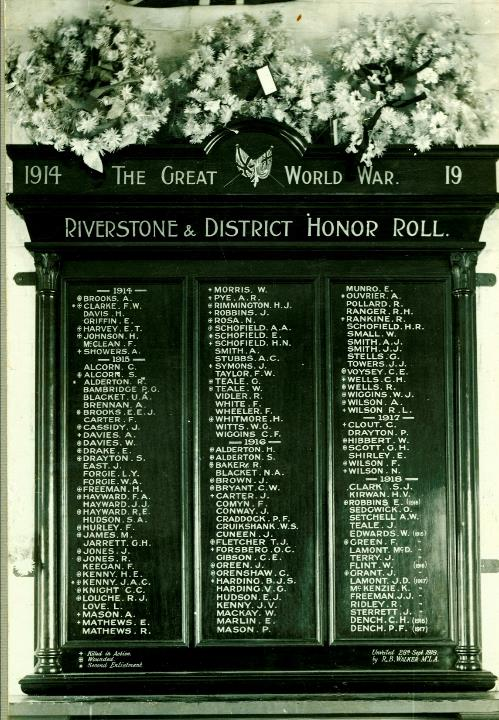 1914 THE GREAT WORLD WAR. 19
RIVERSTONE & DISTRICT HONOR ROLL.
1914
BROOKS. A.
CLARKE. F.W.
DAVIS. H.
GRIFFIN. E.
HARVEY. E.T.
JOHNSON. H.
McCLEAN. F.
+ SHOWERS. A.
1915
ALCORN. C.
ALCORN. S.
ALDERTON. R.
BAMBRIDGE. P.G.
BLACKET. U.A.
BRENNAN. A.
BROOKS. E.E.J.
CARTER. F.
CASSIDY. J.
+ DAVIES. A.
DAVIES. W.
DRAKE. E.
DRAYTON. S.
EAST. J.
FORGIE. L.Y.
FORGIE. W.A.
FREEMAN. H.
HAYWARD. F.A.
HAYWARD. J.J.
HAYWARD. R.E.
HUDSON. S.A.
HURLEY. F.
JAMES. M.
JARRETT. G.H.
JONES. J.
JONES. R.
KEEGAN. F.
KENNY. H.E.
KENNY. J.A.C.
KNIGHT. C.C.
LOUCHE. R.J.
LOVE. L.
+ MASON. A.
+ MATHEWS. E.
MATHEWS. R.
+ MORRIS. W.
+ PYE. A.R.
RIMMINGTON. H.J.
+ ROBBINS. J.
ROSA. N.
SCHOFIELD. A.A.
SCHOFIELD. E.
+ SCHOFIELD. H.N.
SMITH. A.
STUBBS. A.C.
+ SYMONS. J.
TAYLOR. F.W.
TEALE. G.
TEALE. W.
VIDLER. R.
WHITE. F.
WHEELER. F.
WHITMORE. H.
WITTS. W.G.
WIGGINS. C.F.
1916
ALDERTON. H.
ALDERTON. S.
BAKER. R.
BLACKET. N.A.
BROWN. J.
BRYANT. C.W.
+ CARTER. J.
COMYN. F.
CONWAY. J.
CRADDOCK. P.F.
CRUIKSHANK. W.S.
CUNEEN. J.
FLETCHER. T.J.
+ FORSBERG. O.C.
GIBSON. C.E.
GREEN. J.
GRENSHAW. C.
+ HARDING. B.J.S.
HARDING. V.G.
HUDSON. E.J.
KENNY. J.V.
MACKAY. W.
MARLIN. E.
MASON. P.
MUNRO. E.
OUVRIER. A.
POLLARD. R.
RANGER. R.H.
RANKINE. R.
SCHOFIELD. H.R.
SMALL. W.
SMITH. A.J.
SMITH. J.J.
STELLS. G.
TOWERS. J.J.
VOYSEY. C.E.
+ WELLS. C.H.
WELLS. R.
WIGGINS. W.J.
WILSON. A.
+ WILSON. R.L.
1917
+ CLOUT. C.
DRAYTON. P.
HIBBERT. W.
SCOTT. G.H.
SHIRLEY. E.
WILSON. F.
+ WILSON. N.
1918
CLARK. S.J.
KIRWAN. H.V.
ROBBINS. E.
SEDGWICK. O.
SETCHELL A.W.
TEALE. J.
EDWARDS. W. (1915)
GREEN. F.
LAMONT. McD.
TERRY. J.
FLINT. W. (1916)
GRANT. J.
LAMONT. J.D. (1917)
McKENZIE. K.
FREEMAN. J.J.
RIDLEY. R.
STERRETT. J.
DENCH. C.H. (1916)
DENCH. P.F. (1917)
+ Killed in Action.
Wounded.
Second Enlistment.
Unveiled 28th Sept 1918.
by R.B. WALKER M.L.A.